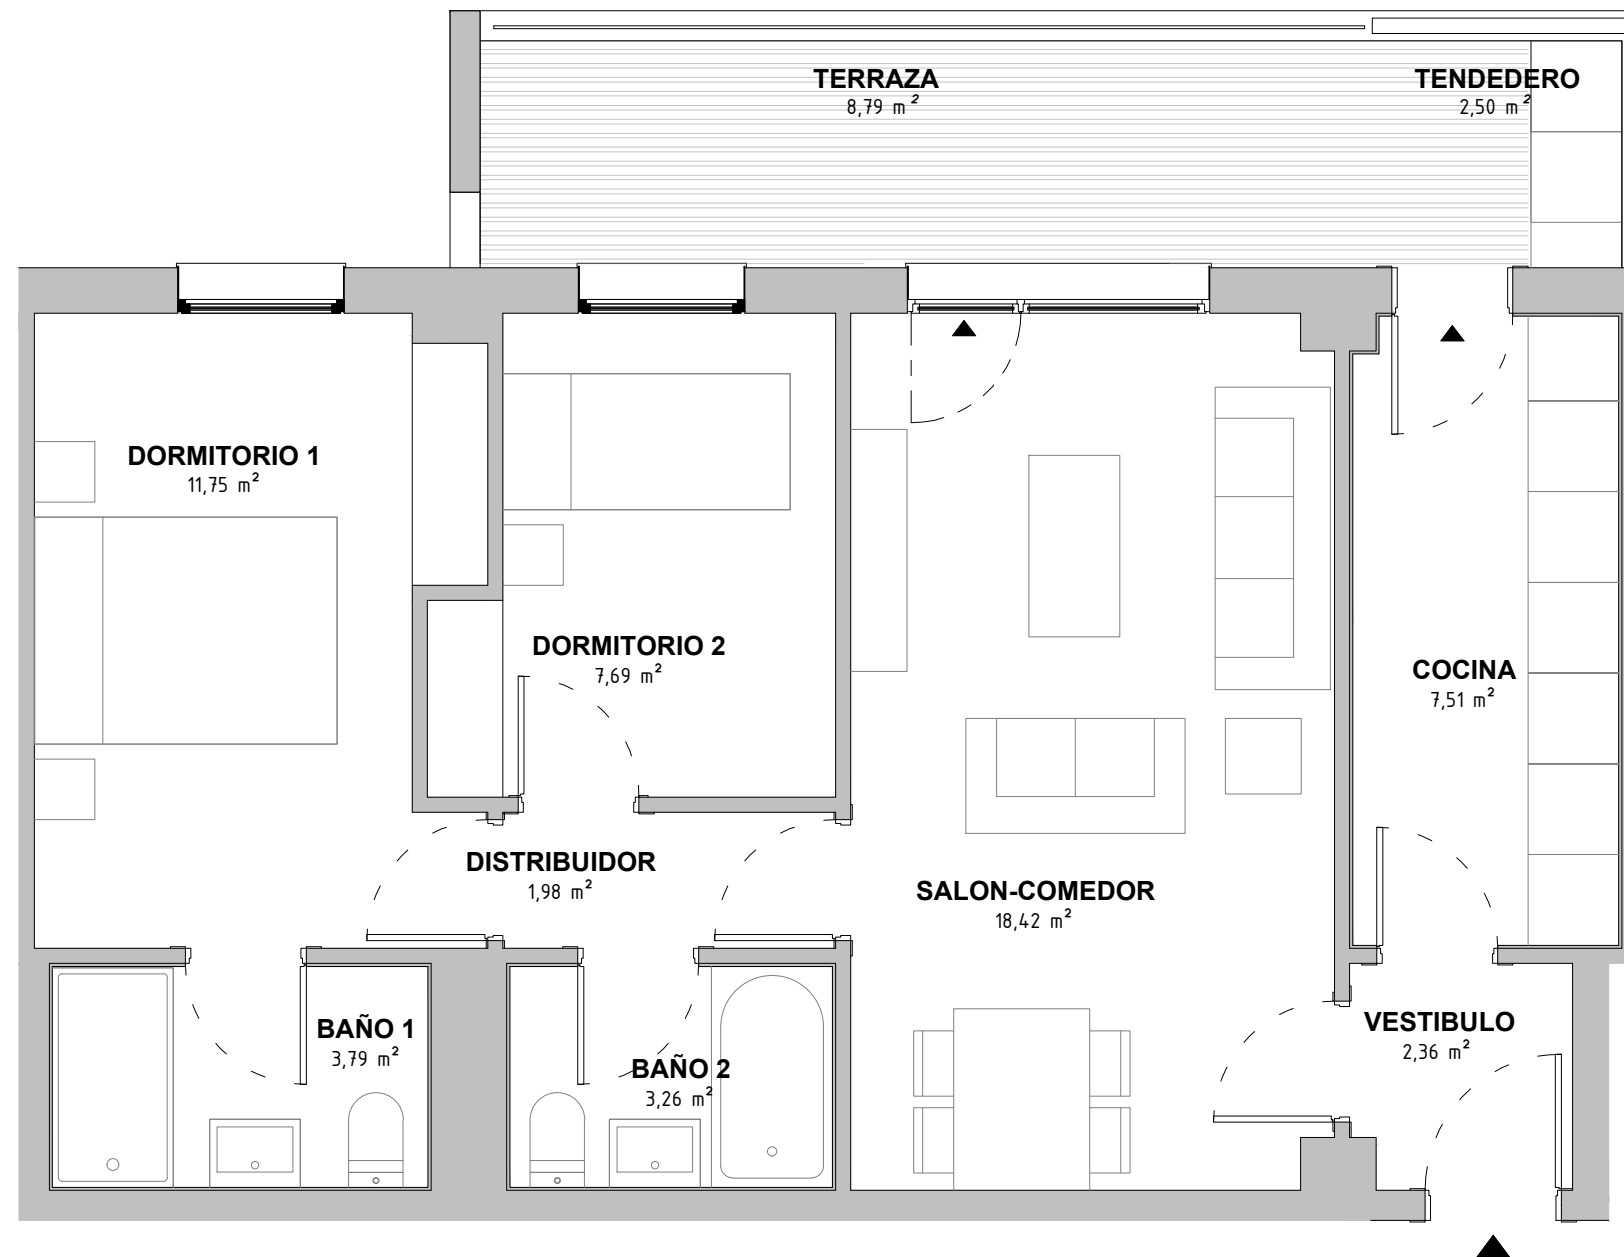 TERRAZA
8,79 m²
TENDEDERO
2,50 m²
DORMITORIO 1
11,75 m²
DORMITORIO 2
7,69 m²
COCINA
7,51 m²
DISTRIBUIDOR
1,98 m²
SALON-COMEDOR
18,42 m²
BAÑO 1
3,79 m²
BAÑO 2
3,26 m²
VESTIBULO
2,36 m²